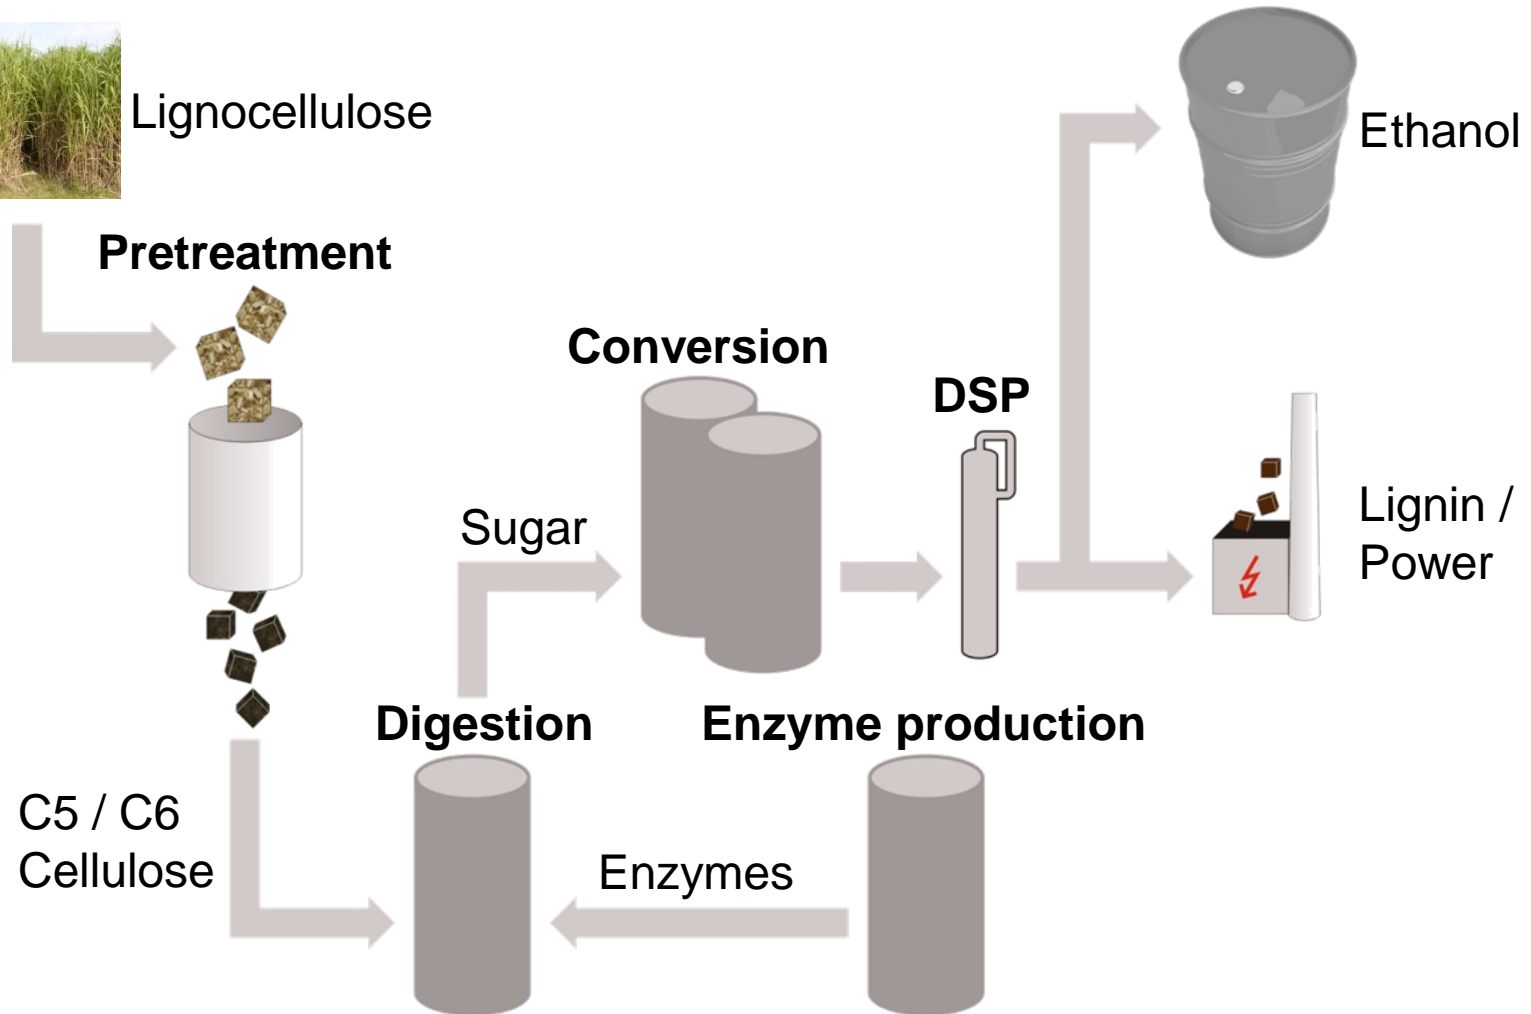 Lignocellulose
Ethanol
Pretreatment
Conversion
DSP
Sugar
Lignin /
Power
Digestion
Enzyme production
C5 / C6
Cellulose
Enzymes